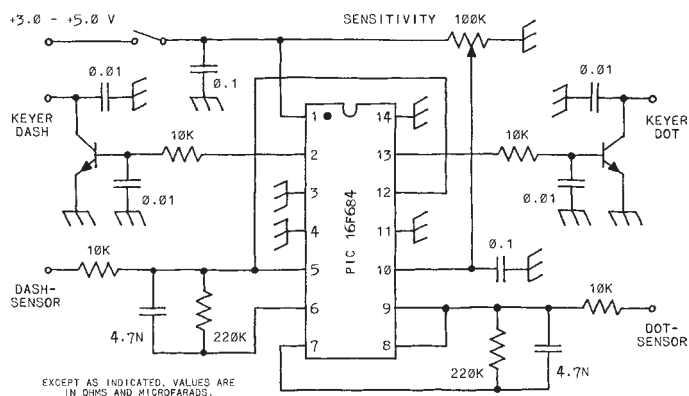 +3.0 - +5.0 V
SENSITIVITY
100K
0.01
0.1
0.01
KEYER
DASH
KEYER
DOT
10K
1
14
2
13
10K
0.01
3
12
0.01
4
11
PIC 16F684
10K
5
10
0.1
DASH-
SENSOR
6
9
10K
4.7N
220K
7
8
DOT-
SENSOR
220K
4.7N
EXCEPT AS INDICATED, VALUES ARE
IN OHMS AND MICROFARADS.